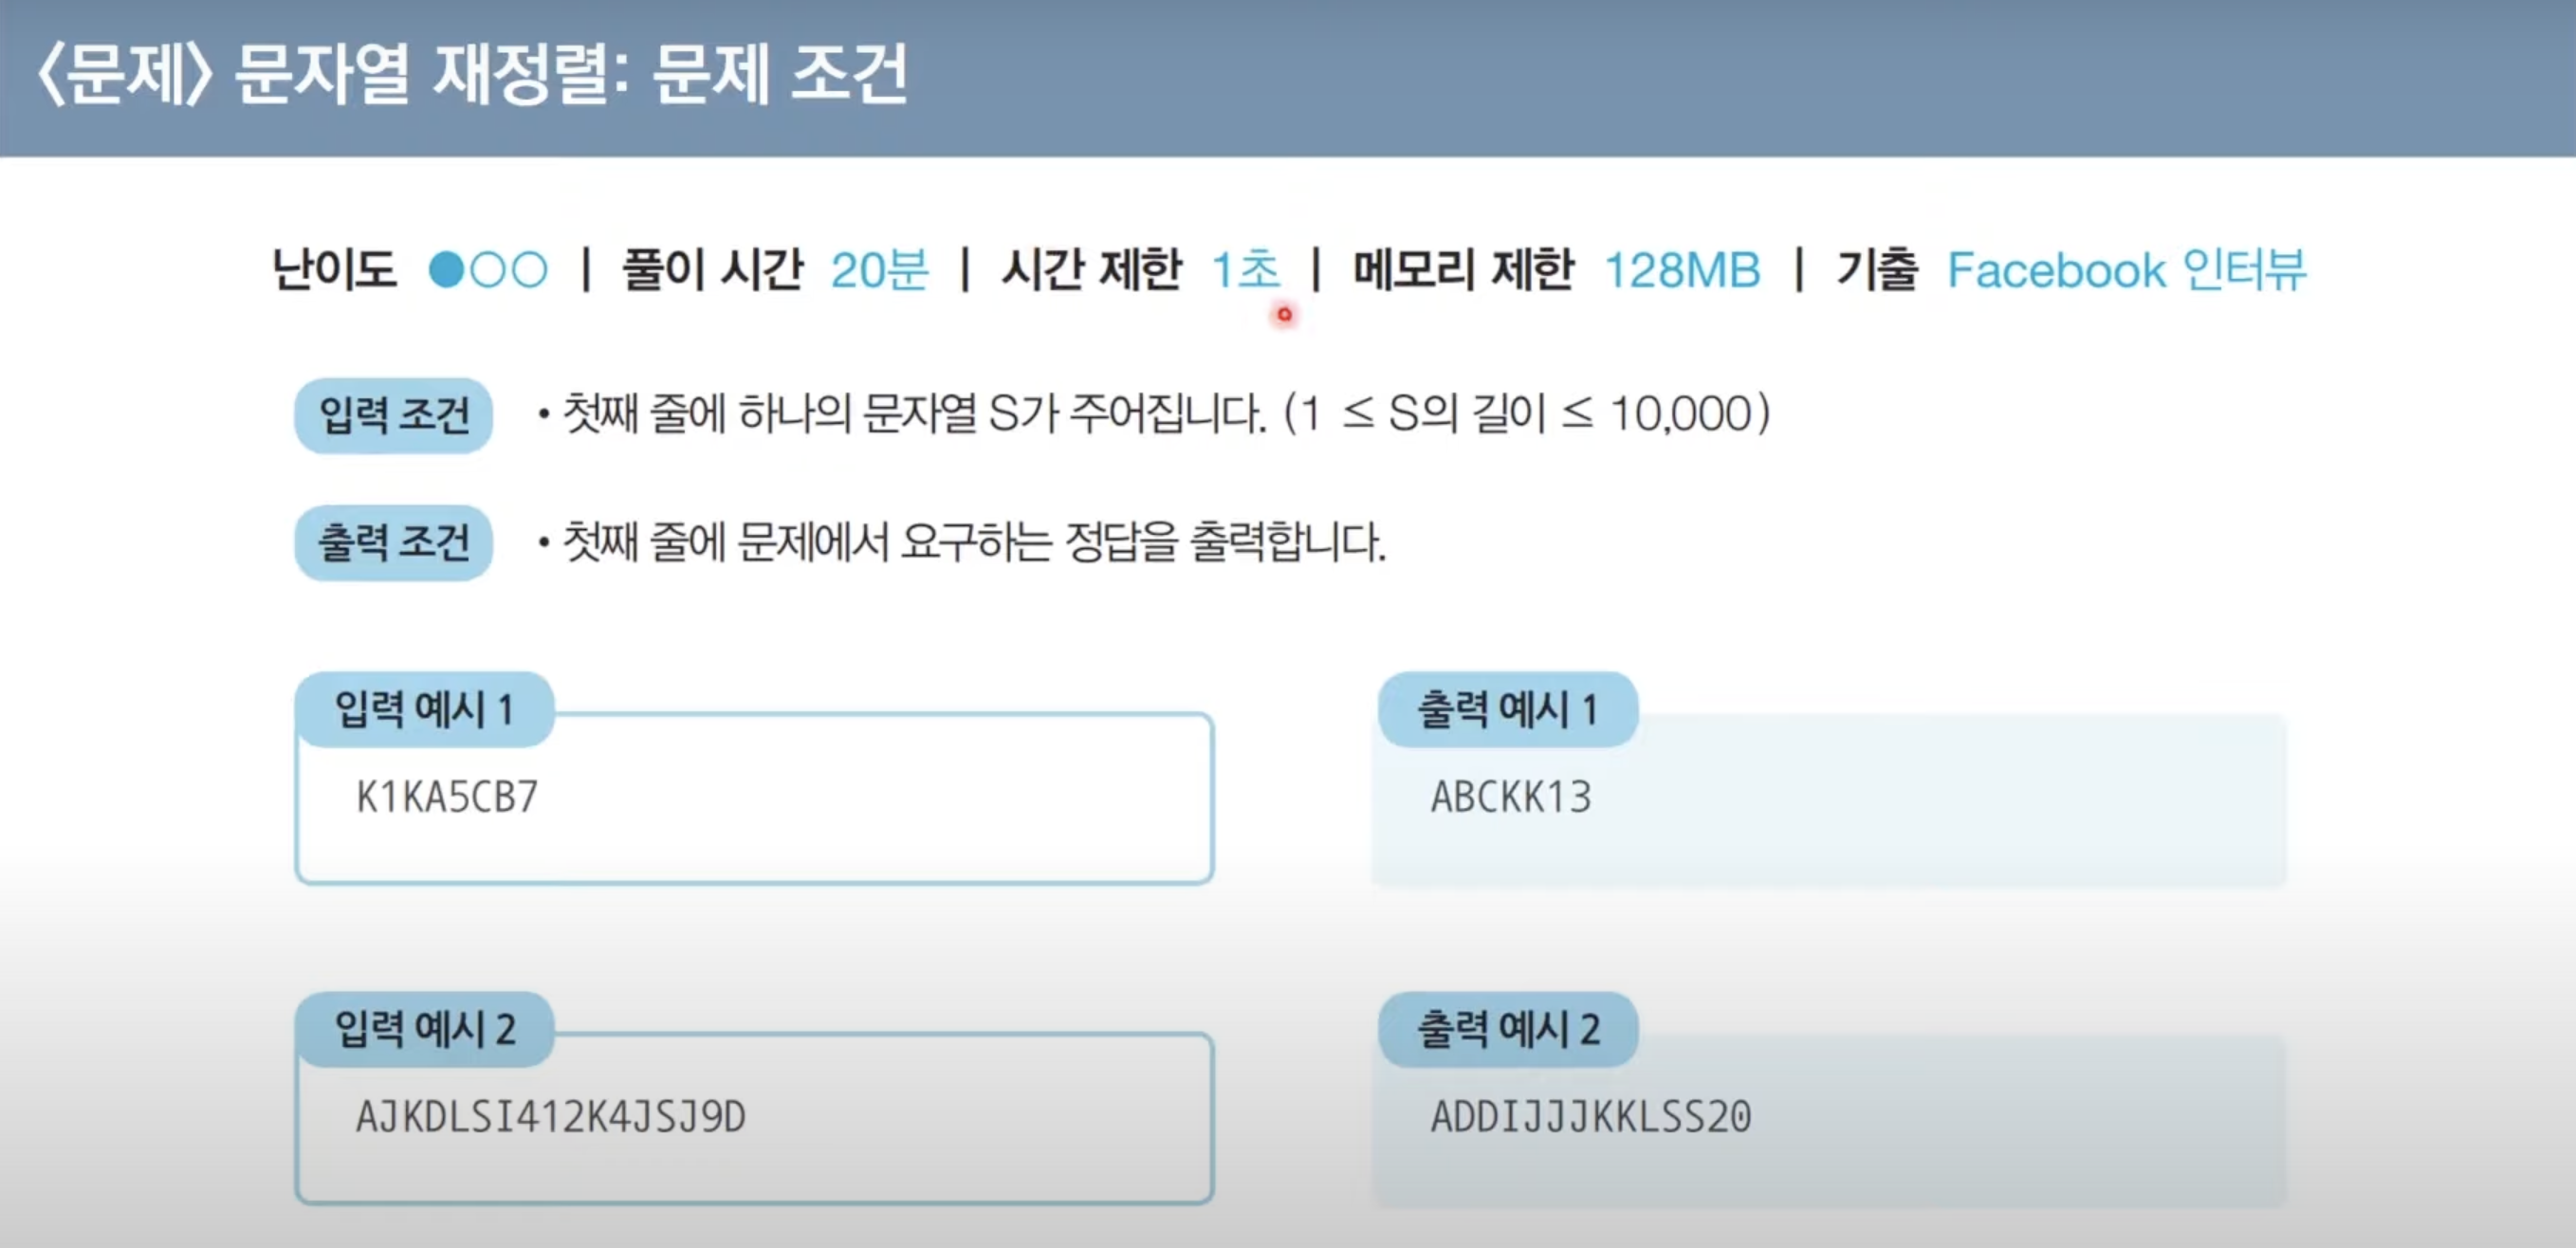 〈문제〉 문자열 재정렬: 문제 조건
난이도 ●○○ | 풀이 시간 20분 | 시간 제한 1초 | 메모리 제한 128MB | 기출 Facebook 인터뷰
입력 조건 • 첫째 줄에 하나의 문자열 S가 주어집니다. (1 ≤ S의 길이 ≤ 10,000)
출력 조건 • 첫째 줄에 문제에서 요구하는 정답을 출력합니다.
입력 예시 1
K1KA5CB7
출력 예시 1
ABCKK13
입력 예시 2
AJKDLSI412K4JSJ9D
출력 예시 2
ADDIJJJKKLSS20